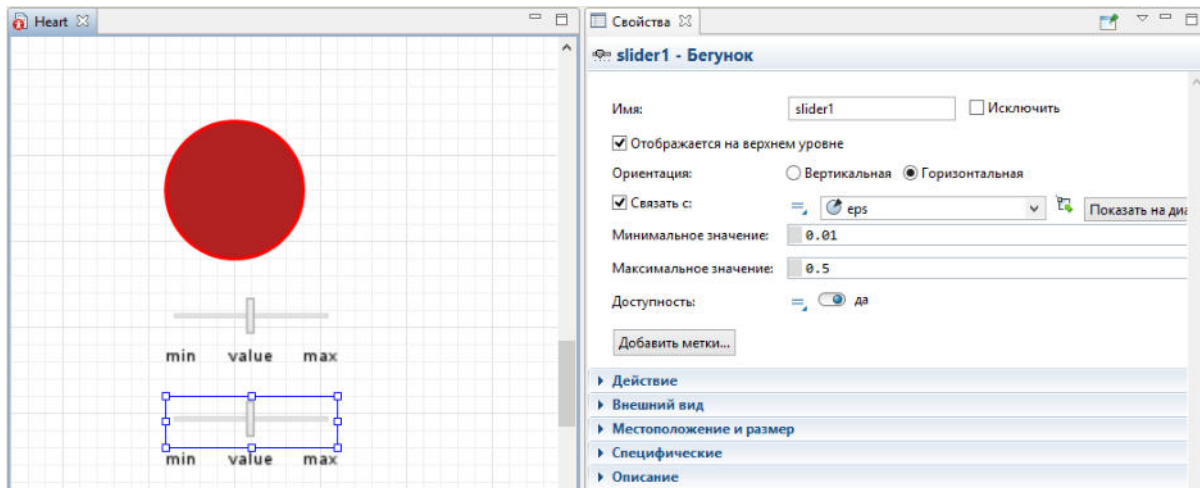 Heart
min value max
min value max
Свойства
slider1 - Бегунок
Имя: slider1 Исключить
Отображается на верхнем уровне
Ориентация: Вертикальная Горизонтальная
Связать с: eps Показать на диа
Минимальное значение: 0.01
Максимальное значение: 0.5
Доступность: да
Добавить метки...
Действие
Внешний вид
Местоположение и размер
Специфические
Описание